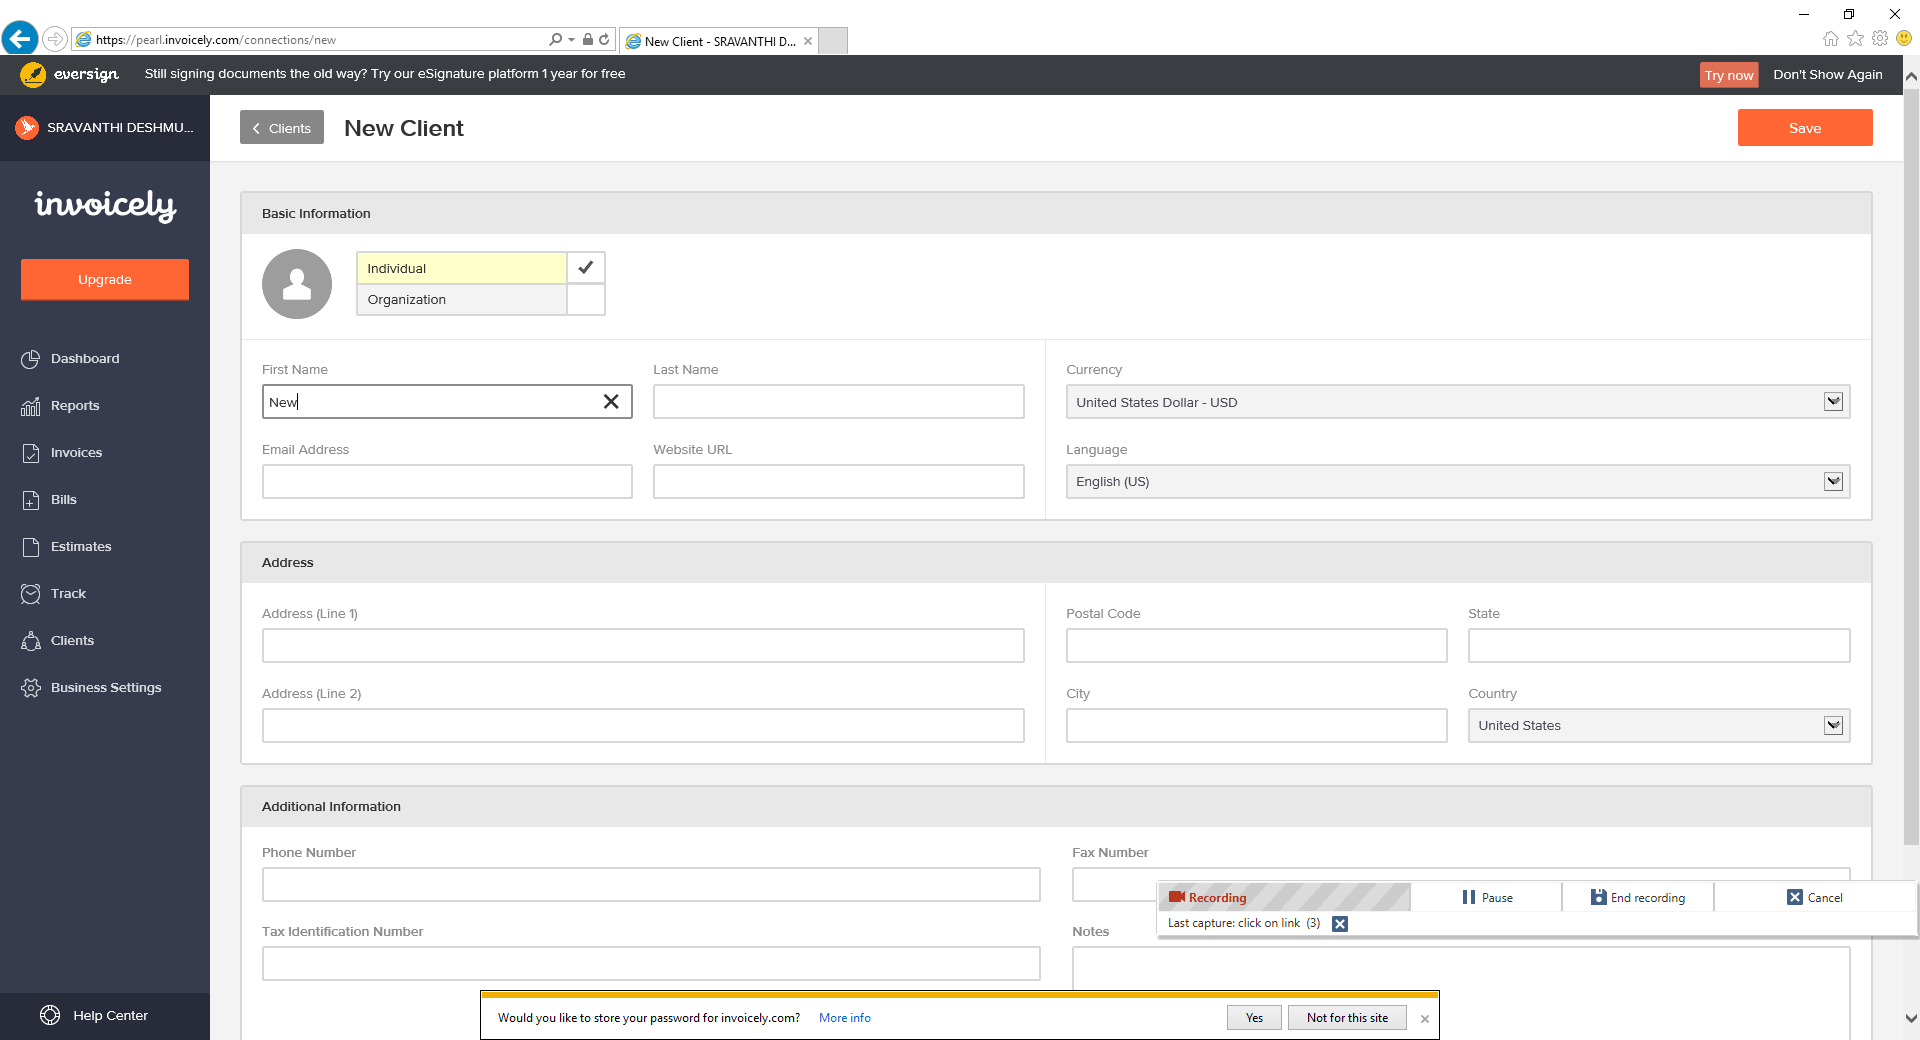 https://pearl.invoicely.com/connections/new
New Client - SRAVANTHI D...
eversign
Still signing documents the old way? Try our eSignature platform 1 year for free
Try now
Don't Show Again
SRAVANTHI DESHMU...
Clients
New Client
Save
invoicely
Upgrade
Dashboard
Reports
Invoices
Bills
Estimates
Track
Clients
Business Settings
Help Center
Basic Information
Individual
Organization
First Name
Last Name
Currency
New
United States Dollar - USD
Email Address
Website URL
Language
English (US)
Address
Address (Line 1)
Postal Code
State
Address (Line 2)
City
Country
United States
Additional Information
Phone Number
Fax Number
Recording
Pause
End recording
Cancel
Last capture: click on link (3)
Tax Identification Number
Notes
Would you like to store your password for invoicely.com?
More info
Yes
Not for this site